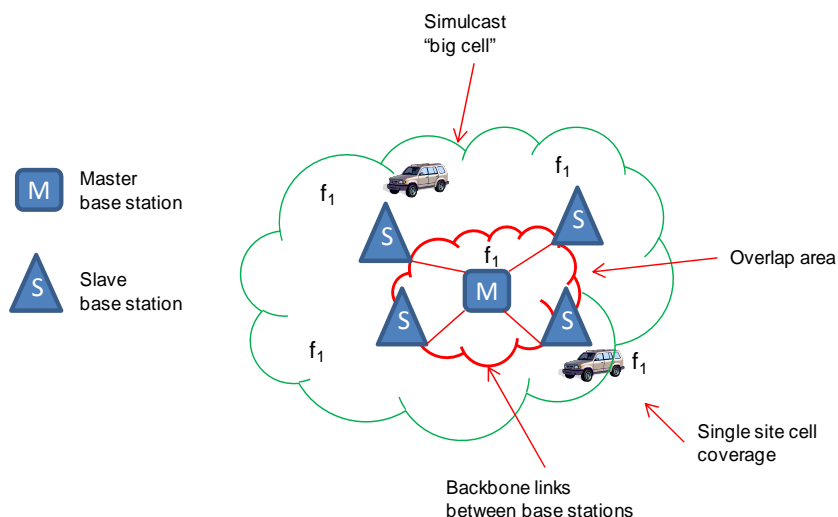 Simulcast
“big cell”
f1
f1
M
Master
base station
S
S
f1
Overlap area
S
Slave
base station
M
S
S
f1
f1
Single site cell
coverage
Backbone links
between base stations